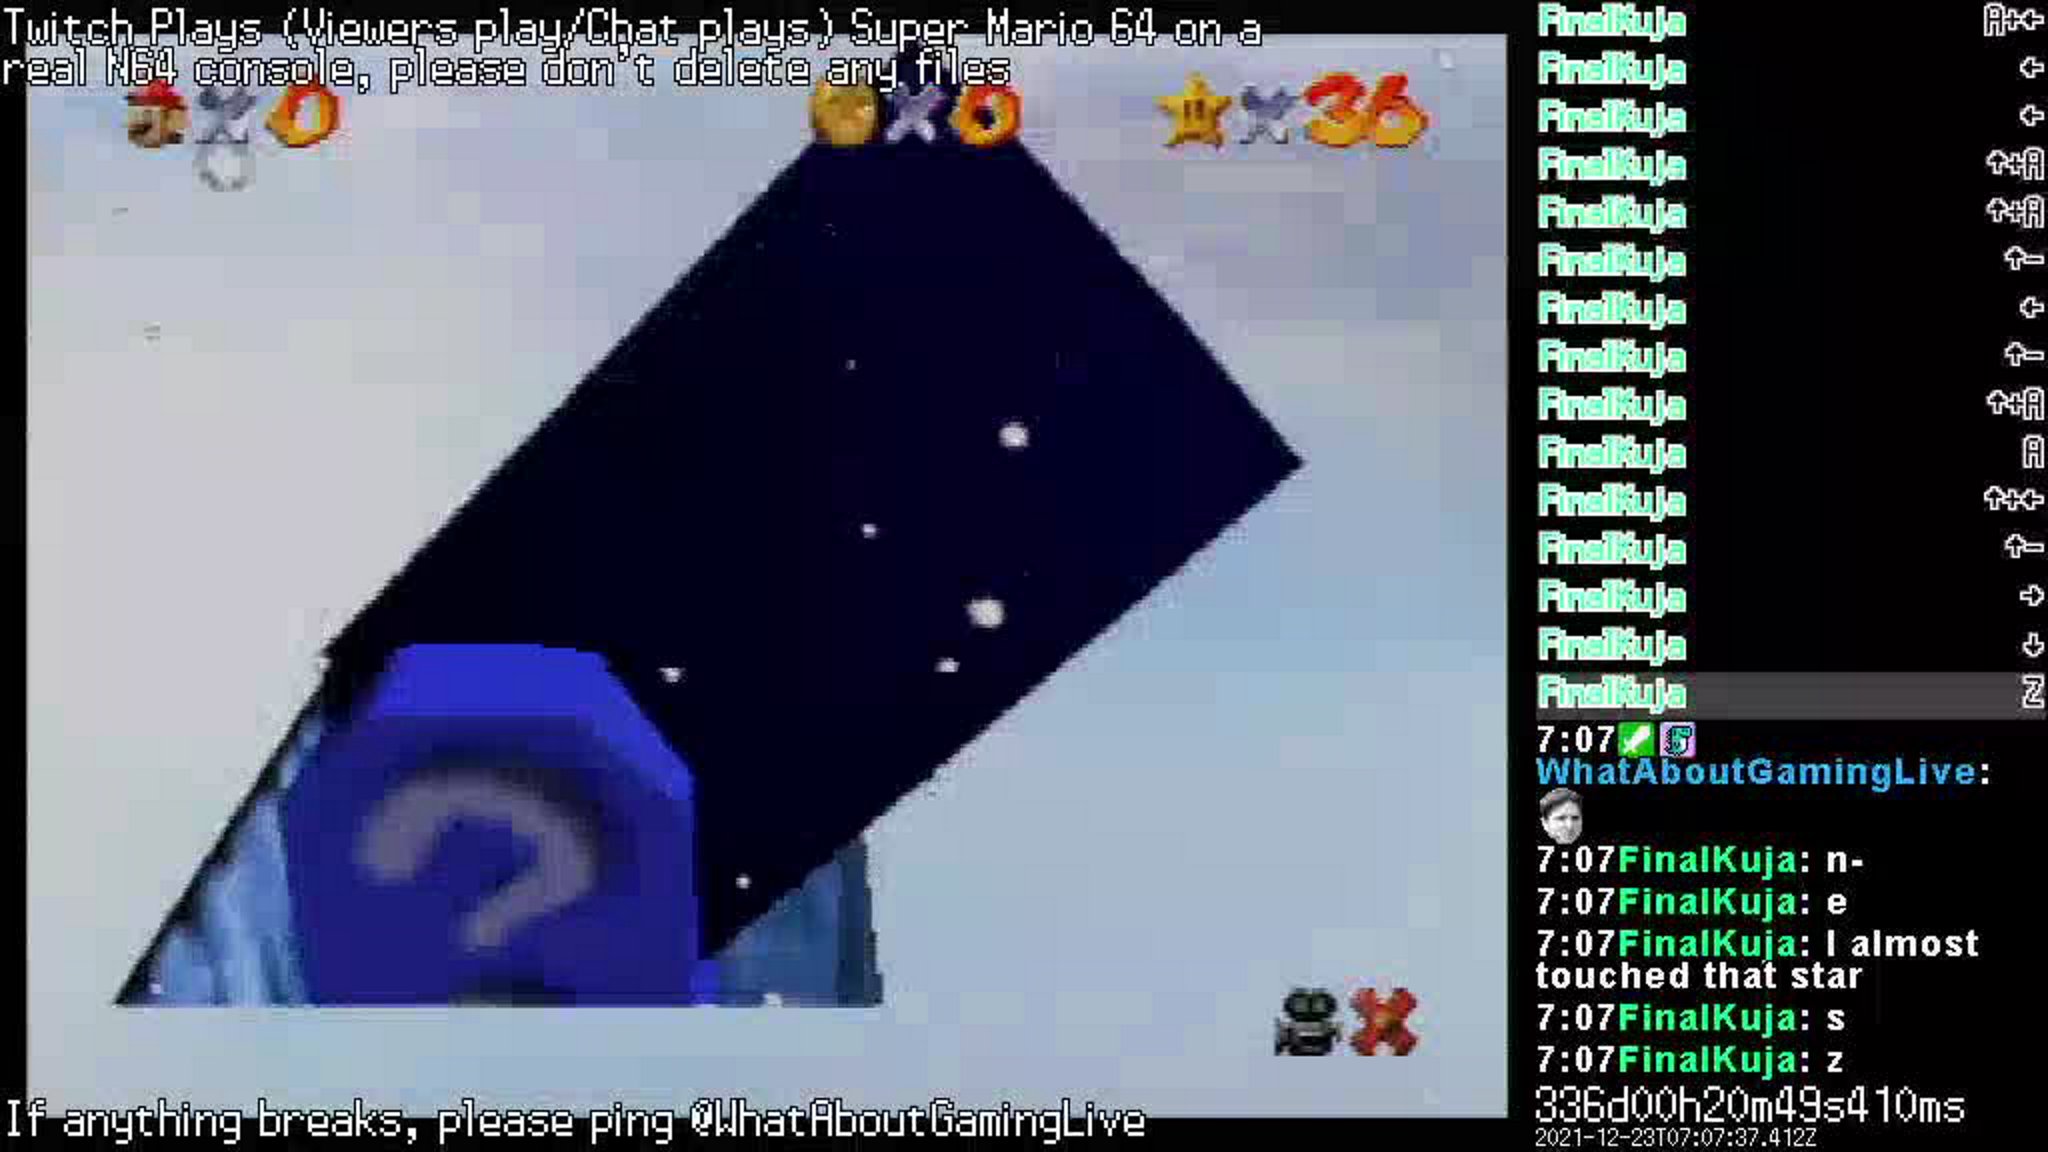 Twitch Plays (Viewers play/Chat plays) Super Mario 64 on a
real N64 console, please don't delete any files
0
0
36
?
If anything breaks, please ping @WhatAboutGamingLive
FinalKuja A+←
FinalKuja ←
FinalKuja ←
FinalKuja ↑+A
FinalKuja ↑+A
FinalKuja ↑-
FinalKuja ←
FinalKuja ↑-
FinalKuja ↑+A
FinalKuja A
FinalKuja ↑+←
FinalKuja ↑-
FinalKuja →
FinalKuja ↓
FinalKuja Z
7:07
WhatAboutGamingLive:
7:07FinalKuja: n-
7:07FinalKuja: e
7:07FinalKuja: I almost
touched that star
7:07FinalKuja: s
7:07FinalKuja: z
336d00h20m49s410ms
2021-12-23T07:07:37.412Z